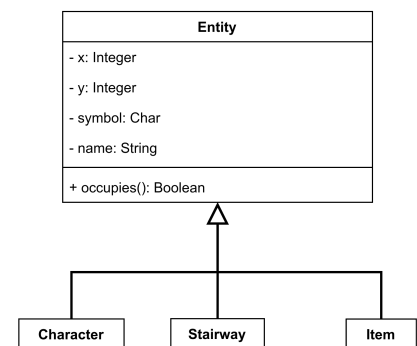 Entity
- x: Integer
- y: Integer
- symbol: Char
- name: String
+ occupies(): Boolean
Character
Stairway
Item